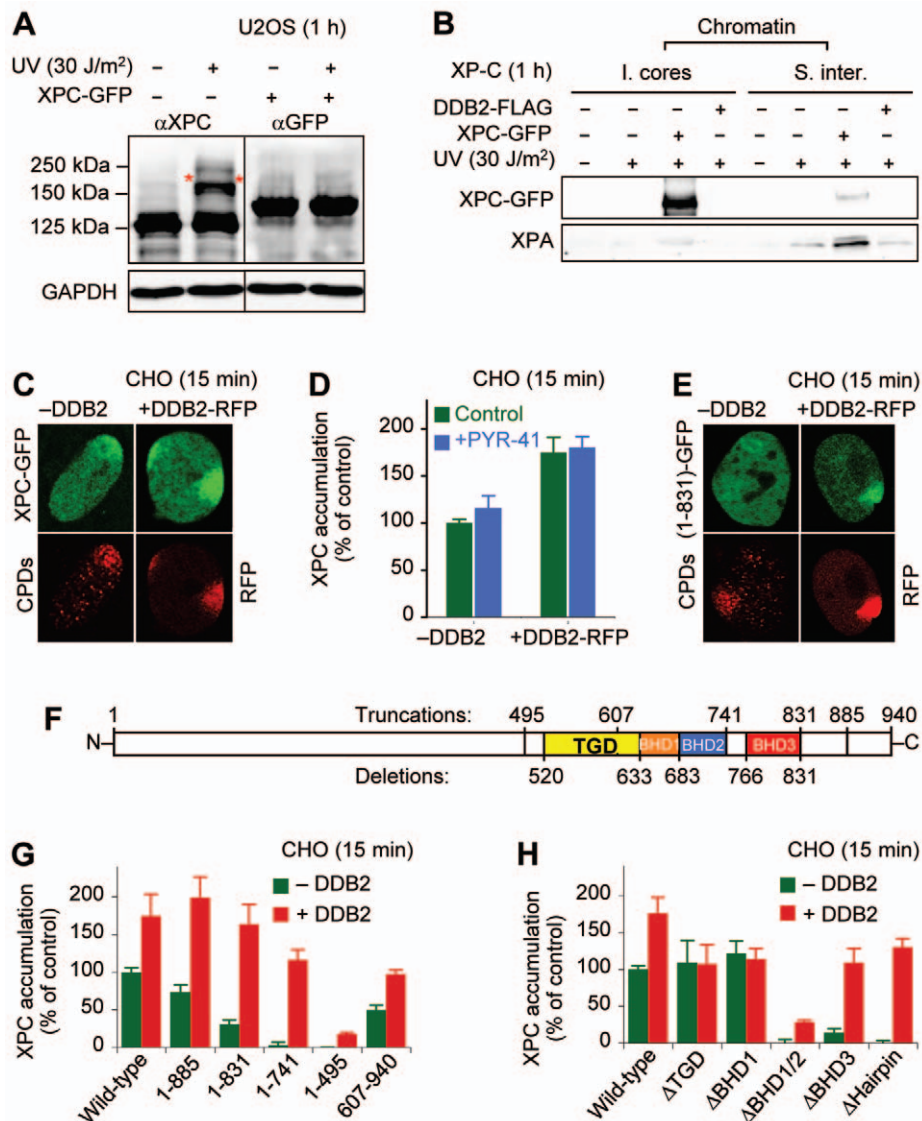 A
U2OS (1 h)
UV (30 J/m²) – + – +
XPC-GFP – – + +
αXPC αGFP
250 kDa
150 kDa
125 kDa
* *
GAPDH
B
Chromatin
XP-C (1 h) I. cores S. inter.
DDB2-FLAG – – – + – – – +
XPC-GFP – – + – – – + –
UV (30 J/m²) – + + + – + + +
XPC-GFP
XPA
C
CHO (15 min)
–DDB2 +DDB2-RFP
XPC-GFP
CPDs
RFP
D
CHO (15 min)
Control
+PYR-41
XPC accumulation
(% of control)
200
150
100
50
0
–DDB2 +DDB2-RFP
E
CHO (15 min)
–DDB2 +DDB2-RFP
(1-831)-GFP
CPDs
RFP
F
1 Truncations: 495 607 741 831 885 940
N TGD BHD1 BHD2 BHD3 C
Deletions: 520 633 683 766 831
G
CHO (15 min)
– DDB2
+ DDB2
XPC accumulation
(% of control)
200
150
100
50
0
Wild-type 1-885 1-831 1-741 1-495 607-940
H
CHO (15 min)
– DDB2
+ DDB2
XPC accumulation
(% of control)
200
150
100
50
0
Wild-type ΔTGD ΔBHD1 ΔBHD1/2 ΔBHD3 ΔHairpin